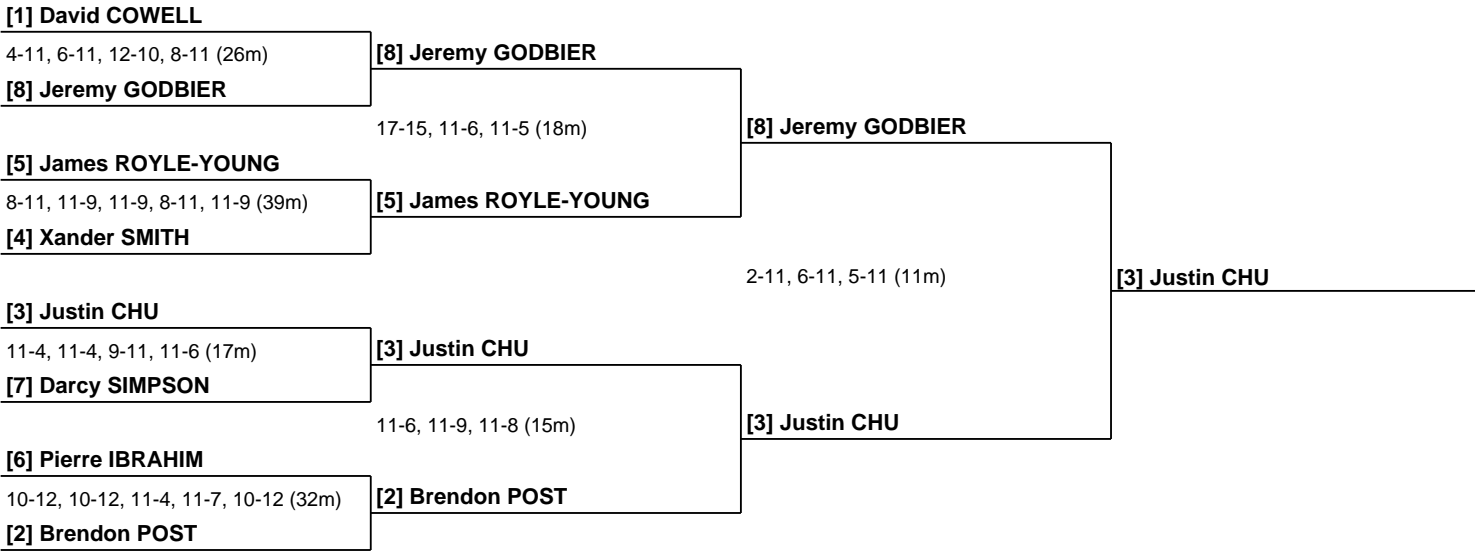 [1] David COWELL
4-11, 6-11, 12-10, 8-11 (26m)
[8] Jeremy GODBIER
[8] Jeremy GODBIER
17-15, 11-6, 11-5 (18m)
[8] Jeremy GODBIER
[5] James ROYLE-YOUNG
8-11, 11-9, 11-9, 8-11, 11-9 (39m)
[5] James ROYLE-YOUNG
[4] Xander SMITH
2-11, 6-11, 5-11 (11m)
[3] Justin CHU
[3] Justin CHU
11-4, 11-4, 9-11, 11-6 (17m)
[3] Justin CHU
[7] Darcy SIMPSON
11-6, 11-9, 11-8 (15m)
[3] Justin CHU
[6] Pierre IBRAHIM
10-12, 10-12, 11-4, 11-7, 10-12 (32m)
[2] Brendon POST
[2] Brendon POST